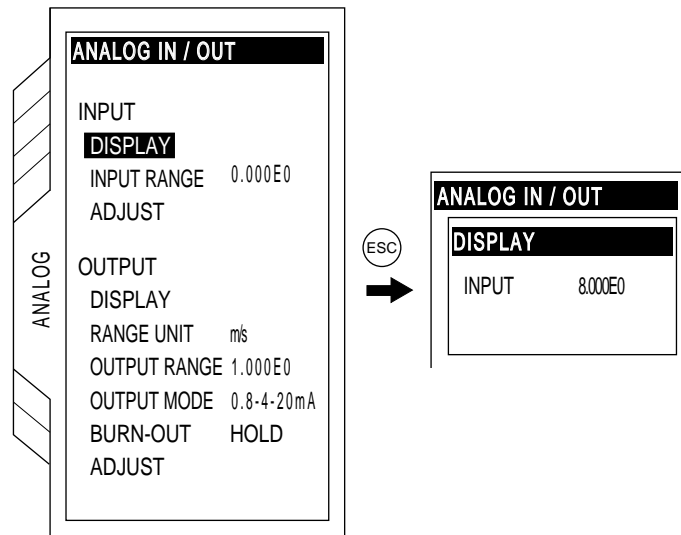 ANALOG IN / OUT
INPUT
DISPLAY
INPUT RANGE 0.000E0
ADJUST
OUTPUT
DISPLAY
RANGE UNIT m/s
OUTPUT RANGE 1.000E0
OUTPUT MODE 0.8-4-20mA
BURN-OUT HOLD
ADJUST
ANALOG
ESC
ANALOG IN / OUT
DISPLAY
INPUT 8.000E0